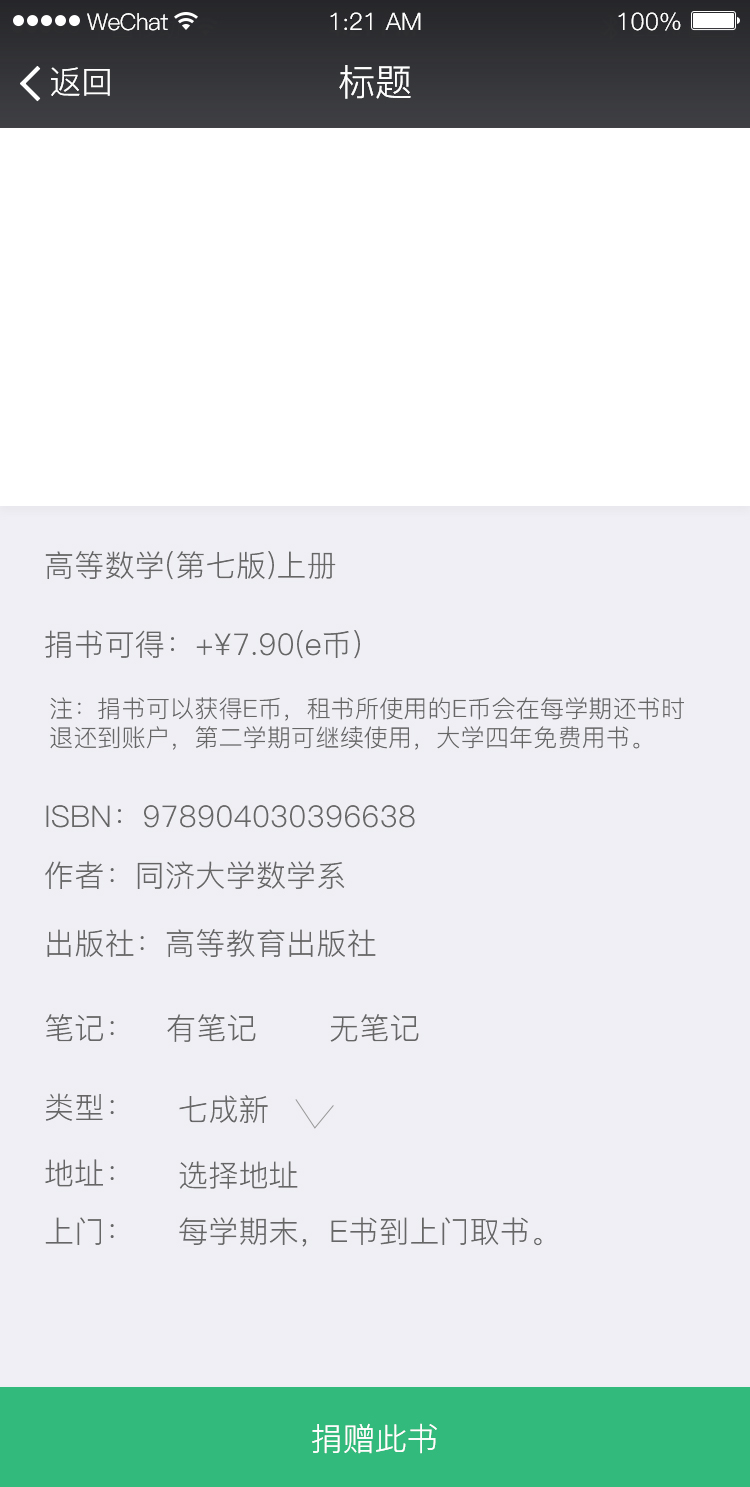 WeChat 1:21 AM 100%
返回 标题
高等数学(第七版)上册
捐书可得：+¥7.90(e币)
注：捐书可以获得E币，租书所使用的E币会在每学期还书时
退还到账户，第二学期可继续使用，大学四年免费用书。
ISBN：978904030396638
作者：同济大学数学系
出版社：高等教育出版社
笔记： 有笔记 无笔记
类型： 七成新
地址： 选择地址
上门： 每学期末，E书到上门取书。
捐赠此书